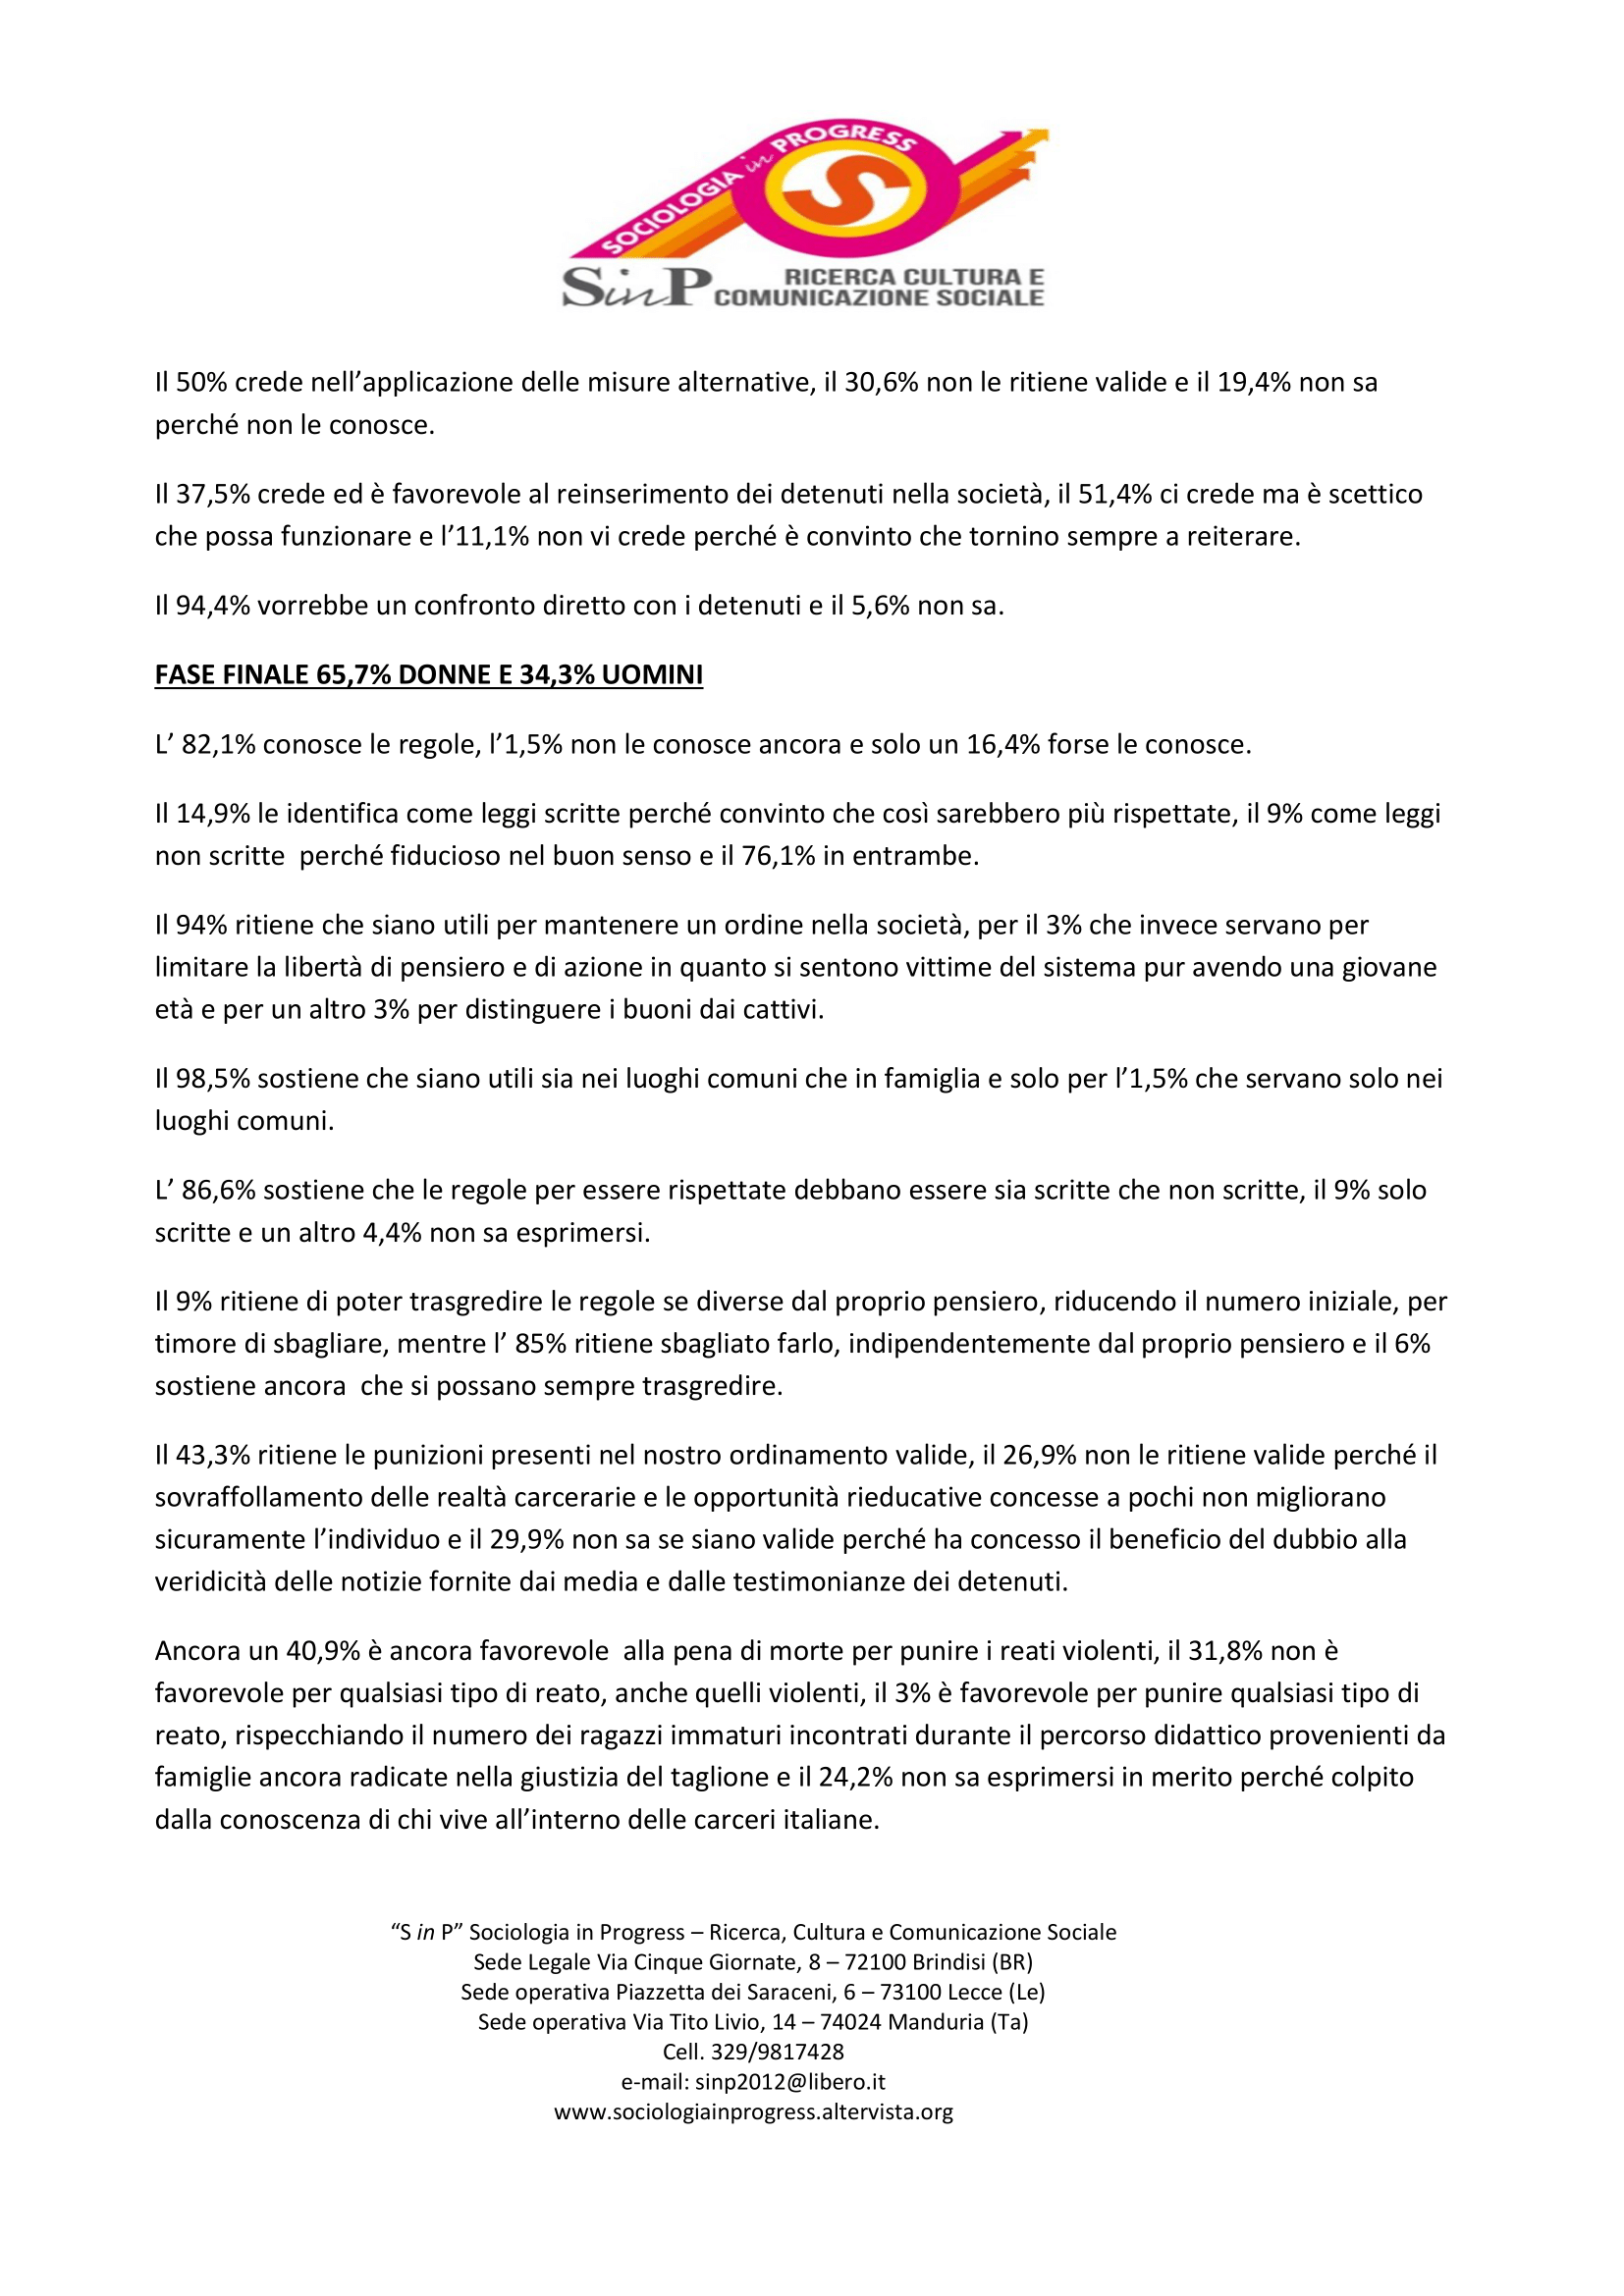 SOCIOLOGIA in PROGRESS
S
SinP RICERCA CULTURA E
COMUNICAZIONE SOCIALE
Il 50% crede nell’applicazione delle misure alternative, il 30,6% non le ritiene valide e il 19,4% non sa
perché non le conosce.
Il 37,5% crede ed è favorevole al reinserimento dei detenuti nella società, il 51,4% ci crede ma è scettico
che possa funzionare e l’11,1% non vi crede perché è convinto che tornino sempre a reiterare.
Il 94,4% vorrebbe un confronto diretto con i detenuti e il 5,6% non sa.
FASE FINALE 65,7% DONNE E 34,3% UOMINI
L’ 82,1% conosce le regole, l’1,5% non le conosce ancora e solo un 16,4% forse le conosce.
Il 14,9% le identifica come leggi scritte perché convinto che così sarebbero più rispettate, il 9% come leggi
non scritte  perché fiducioso nel buon senso e il 76,1% in entrambe.
Il 94% ritiene che siano utili per mantenere un ordine nella società, per il 3% che invece servano per
limitare la libertà di pensiero e di azione in quanto si sentono vittime del sistema pur avendo una giovane
età e per un altro 3% per distinguere i buoni dai cattivi.
Il 98,5% sostiene che siano utili sia nei luoghi comuni che in famiglia e solo per l’1,5% che servano solo nei
luoghi comuni.
L’ 86,6% sostiene che le regole per essere rispettate debbano essere sia scritte che non scritte, il 9% solo
scritte e un altro 4,4% non sa esprimersi.
Il 9% ritiene di poter trasgredire le regole se diverse dal proprio pensiero, riducendo il numero iniziale, per
timore di sbagliare, mentre l’ 85% ritiene sbagliato farlo, indipendentemente dal proprio pensiero e il 6%
sostiene ancora  che si possano sempre trasgredire.
Il 43,3% ritiene le punizioni presenti nel nostro ordinamento valide, il 26,9% non le ritiene valide perché il
sovraffollamento delle realtà carcerarie e le opportunità rieducative concesse a pochi non migliorano
sicuramente l’individuo e il 29,9% non sa se siano valide perché ha concesso il beneficio del dubbio alla
veridicità delle notizie fornite dai media e dalle testimonianze dei detenuti.
Ancora un 40,9% è ancora favorevole  alla pena di morte per punire i reati violenti, il 31,8% non è
favorevole per qualsiasi tipo di reato, anche quelli violenti, il 3% è favorevole per punire qualsiasi tipo di
reato, rispecchiando il numero dei ragazzi immaturi incontrati durante il percorso didattico provenienti da
famiglie ancora radicate nella giustizia del taglione e il 24,2% non sa esprimersi in merito perché colpito
dalla conoscenza di chi vive all’interno delle carceri italiane.
“S in P” Sociologia in Progress – Ricerca, Cultura e Comunicazione Sociale
Sede Legale Via Cinque Giornate, 8 – 72100 Brindisi (BR)
Sede operativa Piazzetta dei Saraceni, 6 – 73100 Lecce (Le)
Sede operativa Via Tito Livio, 14 – 74024 Manduria (Ta)
Cell. 329/9817428
e-mail: sinp2012@libero.it
www.sociologiainprogress.altervista.org